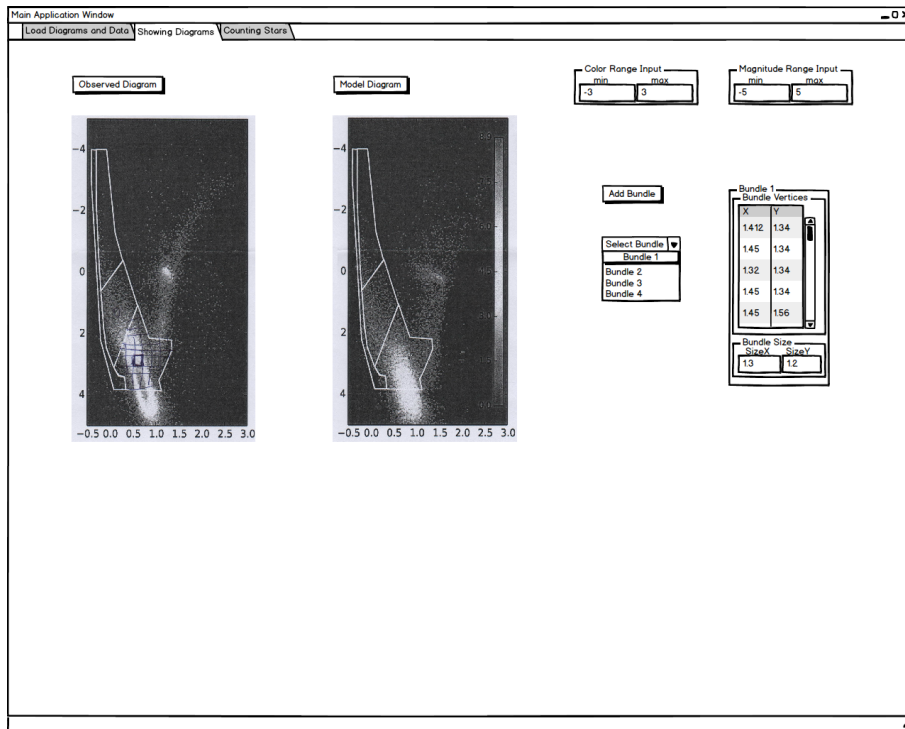 Main Application Window
Load Diagrams and Data Showing Diagrams Counting Stars
Observed Diagram
Model Diagram
Color Range Input
min max
-3 3
Magnitude Range Input
min max
-5 5
−4
−2
0
2
4
−0.5 0.0 0.5 1.0 1.5 2.0 2.5 3.0
−4
−2
0
2
4
−0.5 0.0 0.5 1.0 1.5 2.0 2.5 3.0
Add Bundle
Select Bundle
Bundle 1
Bundle 2
Bundle 3
Bundle 4
Bundle 1
Bundle Vertices
X Y
1.412 1.34
1.45 1.34
1.32 1.34
1.45 1.34
1.45 1.56
Bundle Size
SizeX SizeY
1.3 1.2